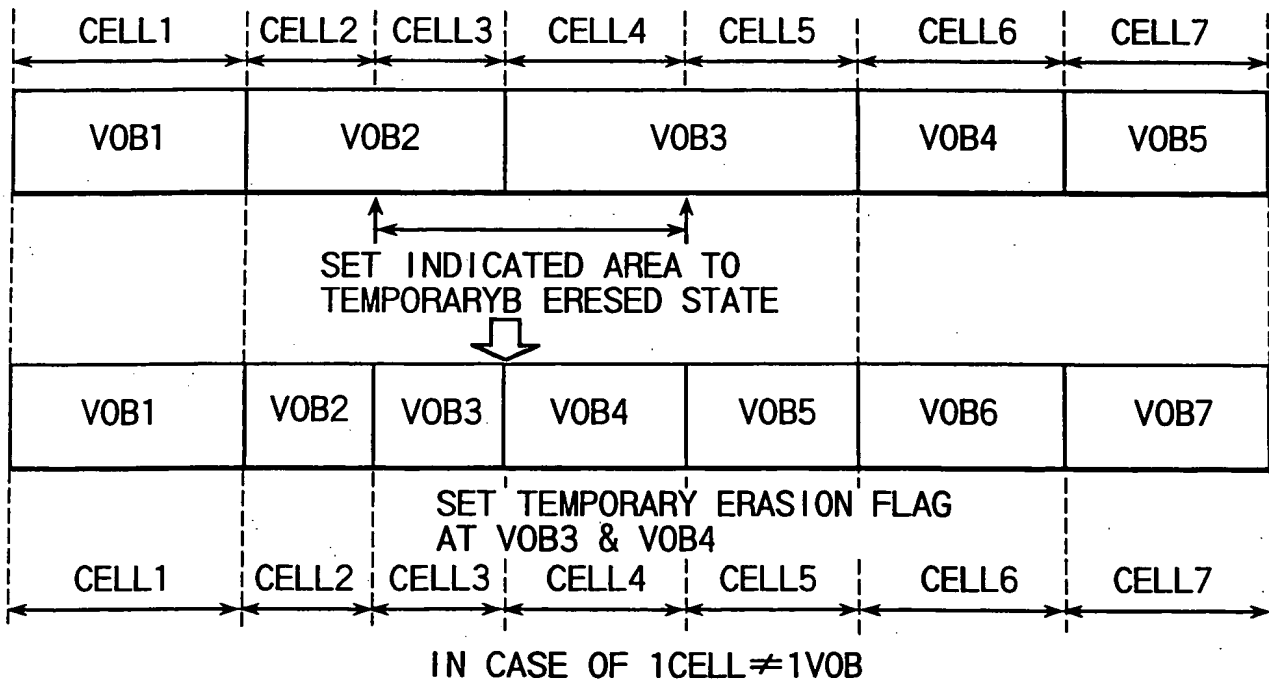 CELL1 CELL2 CELL3 CELL4 CELL5 CELL6 CELL7
VOB1 VOB2 VOB3 VOB4 VOB5
SET INDICATED AREA TO
TEMPORARYB ERESED STATE
VOB1 VOB2 VOB3 VOB4 VOB5 VOB6 VOB7
SET TEMPORARY ERASION FLAG
AT VOB3 & VOB4
CELL1 CELL2 CELL3 CELL4 CELL5 CELL6 CELL7
IN CASE OF 1CELL≠1VOB